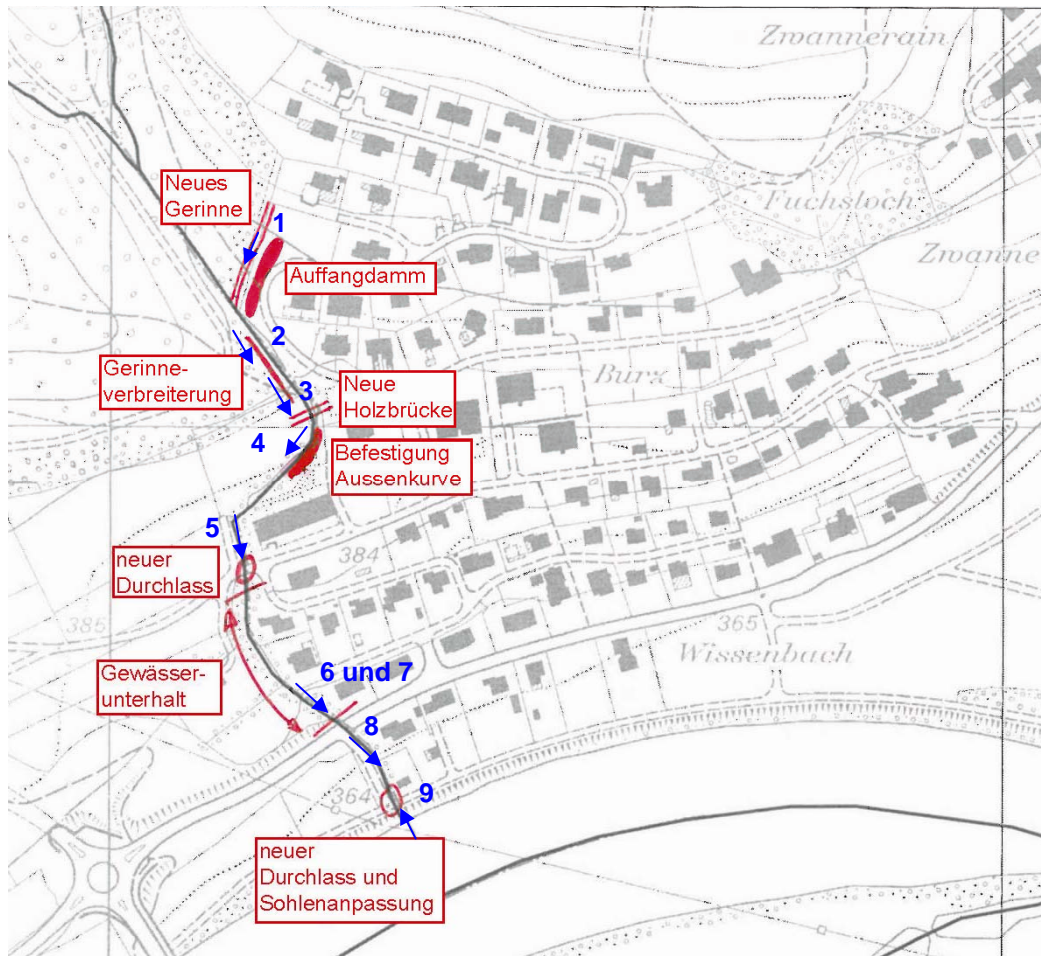 Zwannerain
Neues
Gerinne
Fuchsloch
1
Auffangdamm
Zwanne
2
Gerinne-
verbreiterung
3
Neue
Holzbrücke
Burx
4
Befestigung
Aussenkurve
5
neuer
Durchlass
384
385
365
Wissenbach
Gewässer-
unterhalt
6 und 7
8
364
9
neuer
Durchlass und
Sohlenanpassung